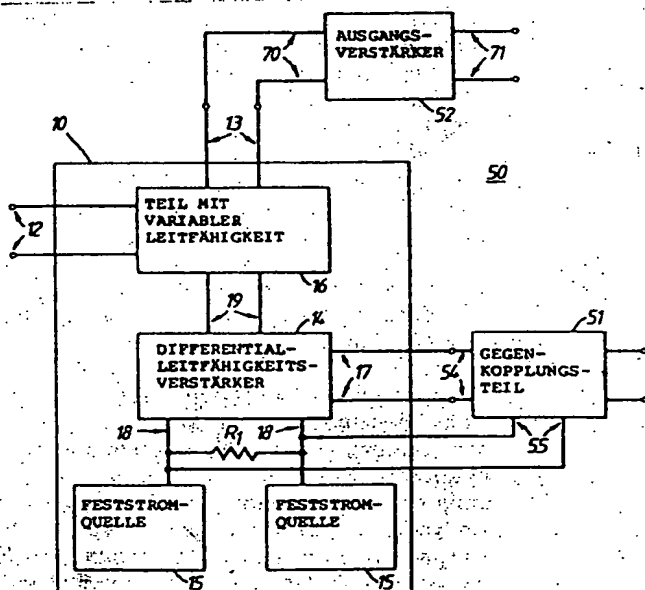 AUSGANGS-
VERSTÄRKER
70
71
52
10
13
50
12
TEIL MIT
VARIABLER
LEITFÄHIGKEIT
16
19
14
51
DIFFERENTIAL-
LEITFÄHIGKEITS-
VERSTÄRKER
17
54
GEGEN-
KOPPLUNGS-
TEIL
18
R1
18
55
FESTSTROM-
QUELLE
FESTSTROM-
QUELLE
15
15